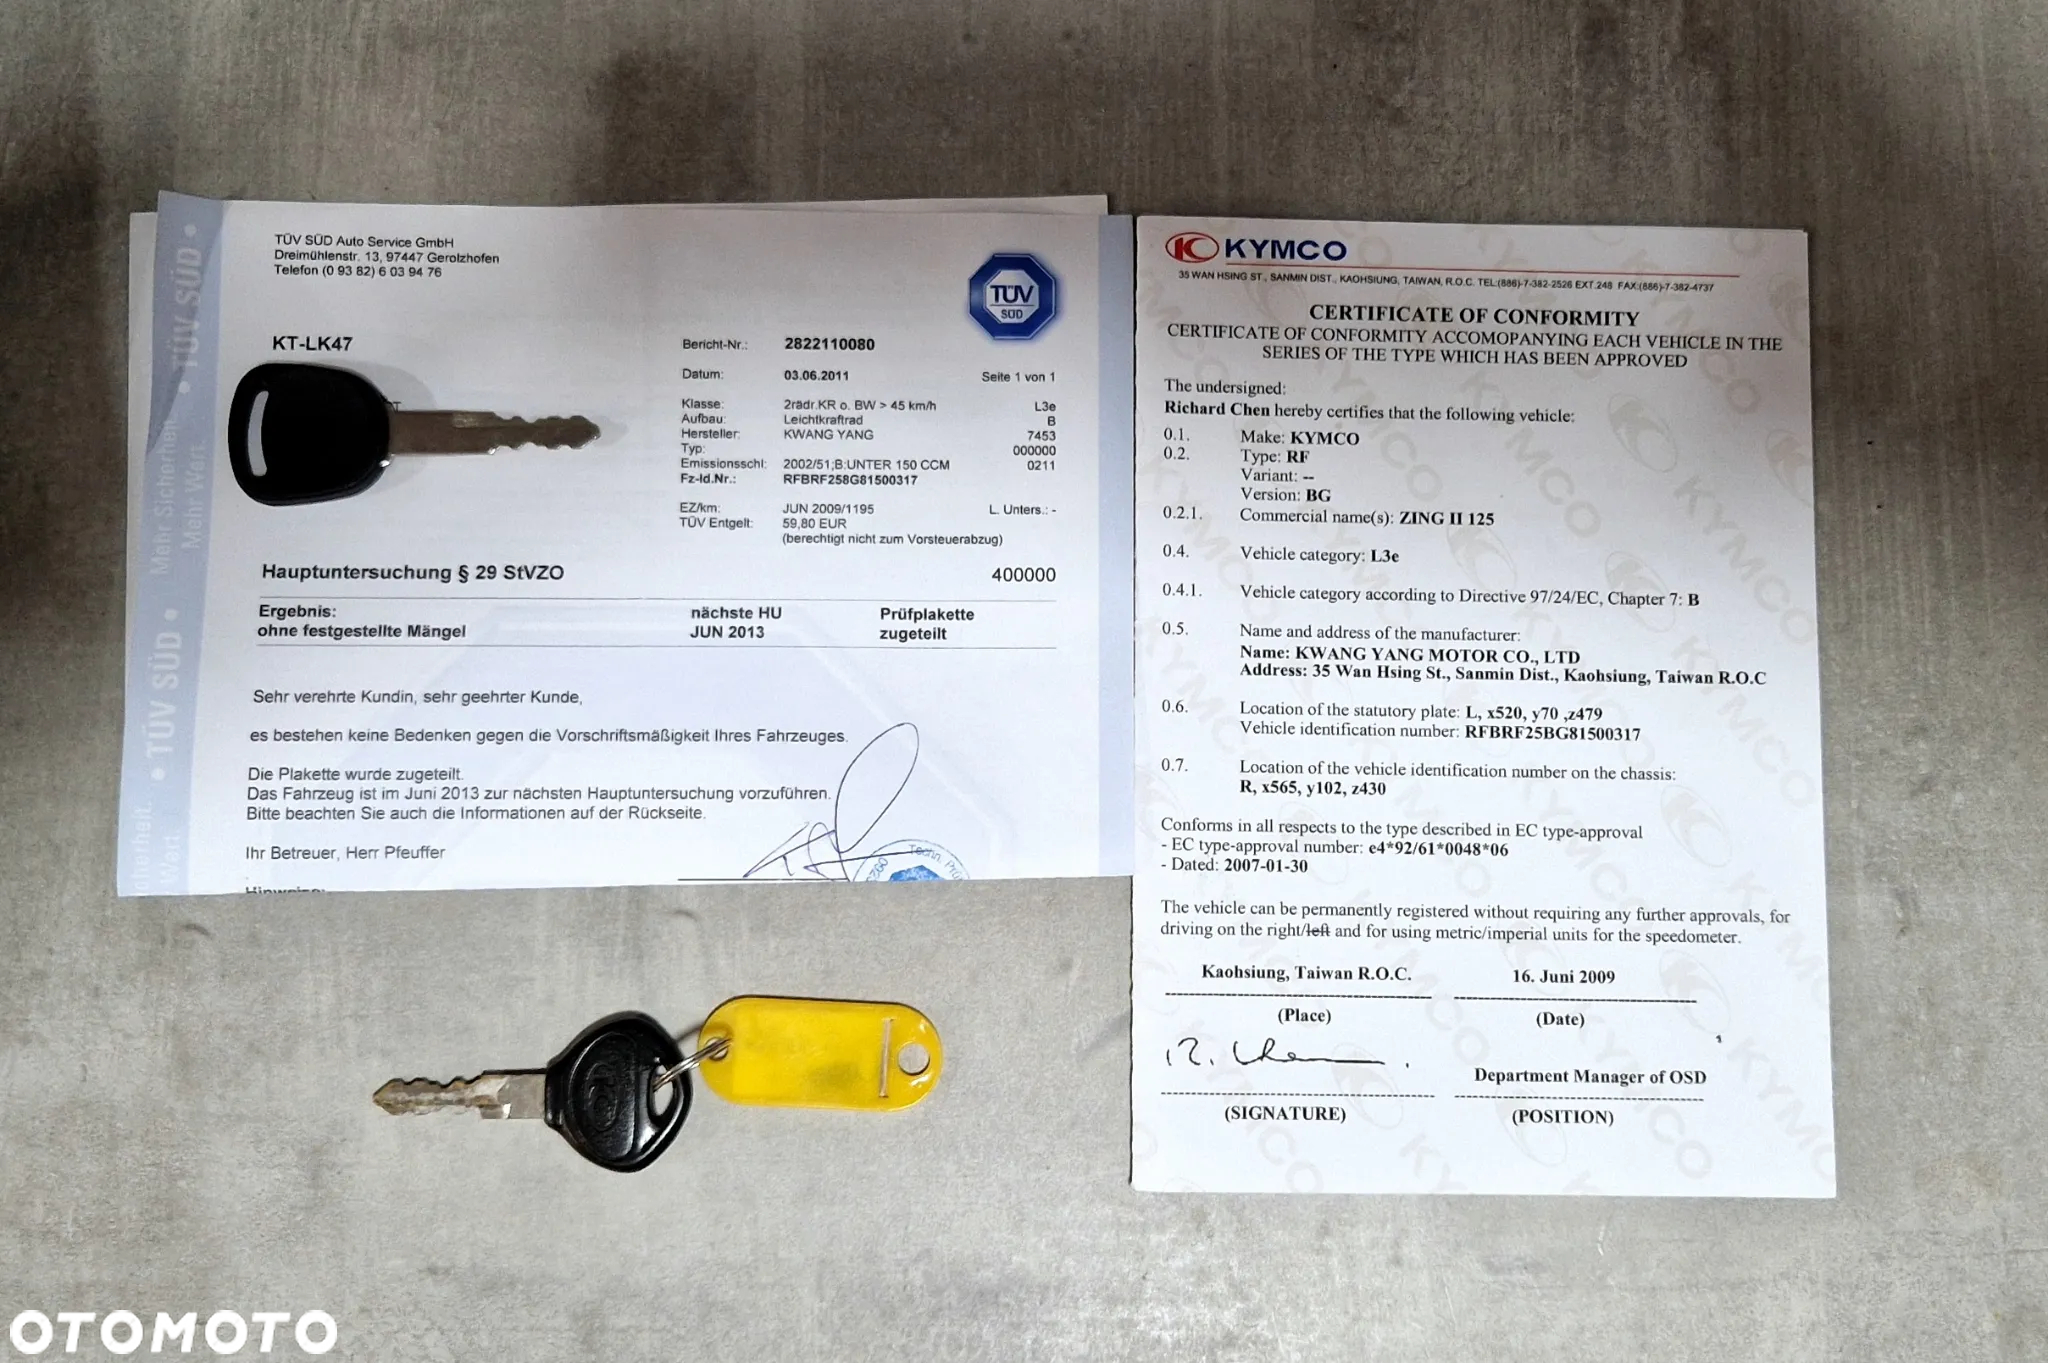 TÜV SÜD Auto Service GmbH
Dreimühlenstr. 13, 97447 Gerolzhofen
Telefon (0 93 82) 6 03 94 76
TÜV
SÜD
KT-LK47
Bericht-Nr.: 2822110080
Datum: 03.06.2011 Seite 1 von 1
Klasse: 2rädr.KR o. BW > 45 km/h L3e
Aufbau: Leichtkraftrad B
Hersteller: KWANG YANG 7453
Typ: 000000
Emissionsschl: 2002/51;B:UNTER 150 CCM 0211
Fz-Id.Nr.: RFBRF258G81500317
EZ/km: JUN 2009/1195 L. Unters.: -
TÜV Entgelt: 59,80 EUR
(berechtigt nicht zum Vorsteuerabzug)
Hauptuntersuchung § 29 StVZO 400000
Ergebnis: nächste HU Prüfplakette
ohne festgestellte Mängel JUN 2013 zugeteilt
Sehr verehrte Kundin, sehr geehrter Kunde,
es bestehen keine Bedenken gegen die Vorschriftsmäßigkeit Ihres Fahrzeuges.
Die Plakette wurde zugeteilt.
Das Fahrzeug ist im Juni 2013 zur nächsten Hauptuntersuchung vorzuführen.
Bitte beachten Sie auch die Informationen auf der Rückseite.
Ihr Betreuer, Herr Pfeuffer
Hinweise:
Techn.
• TÜV SÜD • Mehr Sicherheit. • TÜV SÜD •
Mehr Wert.
KYMCO
35 WAN HSING ST., SANMIN DIST., KAOHSIUNG, TAIWAN, R.O.C. TEL:(886)-7-382-2526 EXT.248 FAX:(886)-7-382-4737
CERTIFICATE OF CONFORMITY
CERTIFICATE OF CONFORMITY ACCOMOPANYING EACH VEHICLE IN THE
SERIES OF THE TYPE WHICH HAS BEEN APPROVED
The undersigned:
Richard Chen hereby certifies that the following vehicle:
0.1. Make: KYMCO
0.2. Type: RF
Variant: --
Version: BG
0.2.1. Commercial name(s): ZING II 125
0.4. Vehicle category: L3e
0.4.1. Vehicle category according to Directive 97/24/EC, Chapter 7: B
0.5. Name and address of the manufacturer:
Name: KWANG YANG MOTOR CO., LTD
Address: 35 Wan Hsing St., Sanmin Dist., Kaohsiung, Taiwan R.O.C
0.6. Location of the statutory plate: L, x520, y70 ,z479
Vehicle identification number: RFBRF25BG81500317
0.7. Location of the vehicle identification number on the chassis:
R, x565, y102, z430
Conforms in all respects to the type described in EC type-approval
- EC type-approval number: e4*92/61*0048*06
- Dated: 2007-01-30
The vehicle can be permanently registered without requiring any further approvals, for
driving on the right/left and for using metric/imperial units for the speedometer.
Kaohsiung, Taiwan R.O.C. 16. Juni 2009
(Place) (Date)
R. Chen
Department Manager of OSD
(SIGNATURE) (POSITION)
OTOMOTO